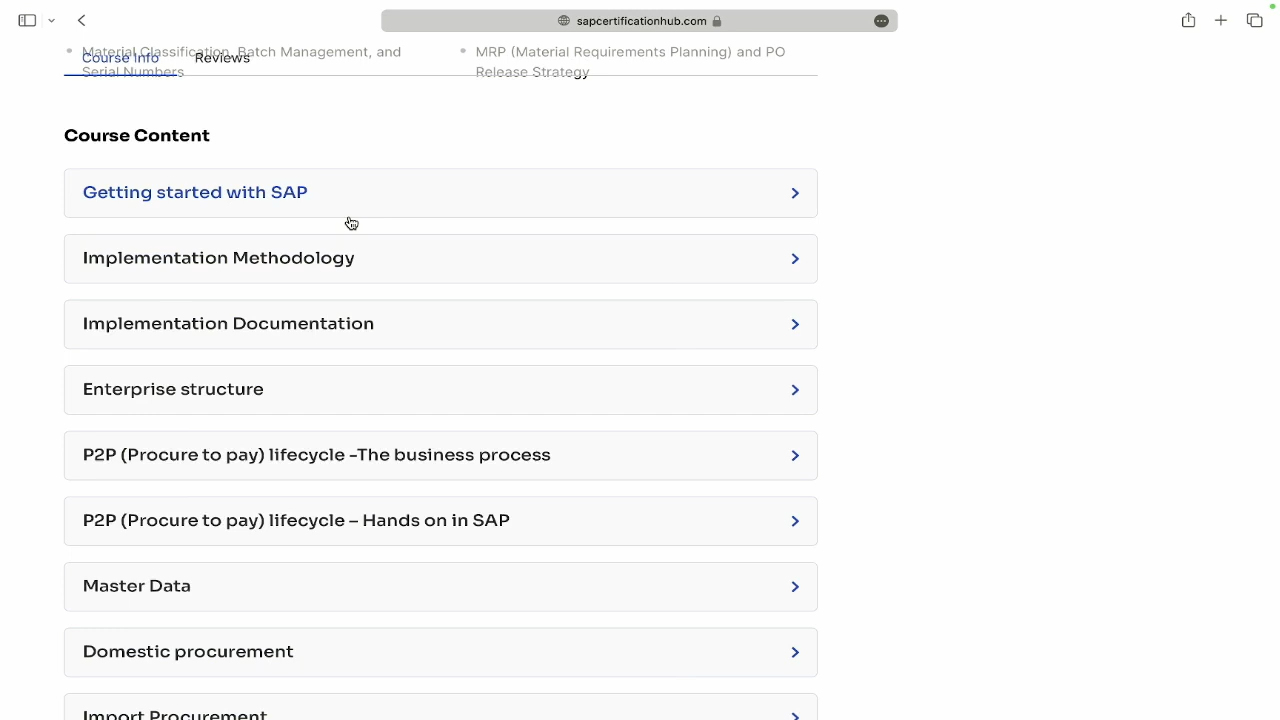 sapcertificationhub.com
Material Classification, Batch Management, and
Serial Numbers
MRP (Material Requirements Planning) and PO
Release Strategy
Course Info
Reviews
Course Content
Getting started with SAP
Implementation Methodology
Implementation Documentation
Enterprise structure
P2P (Procure to pay) lifecycle -The business process
P2P (Procure to pay) lifecycle – Hands on in SAP
Master Data
Domestic procurement
Import Procurement